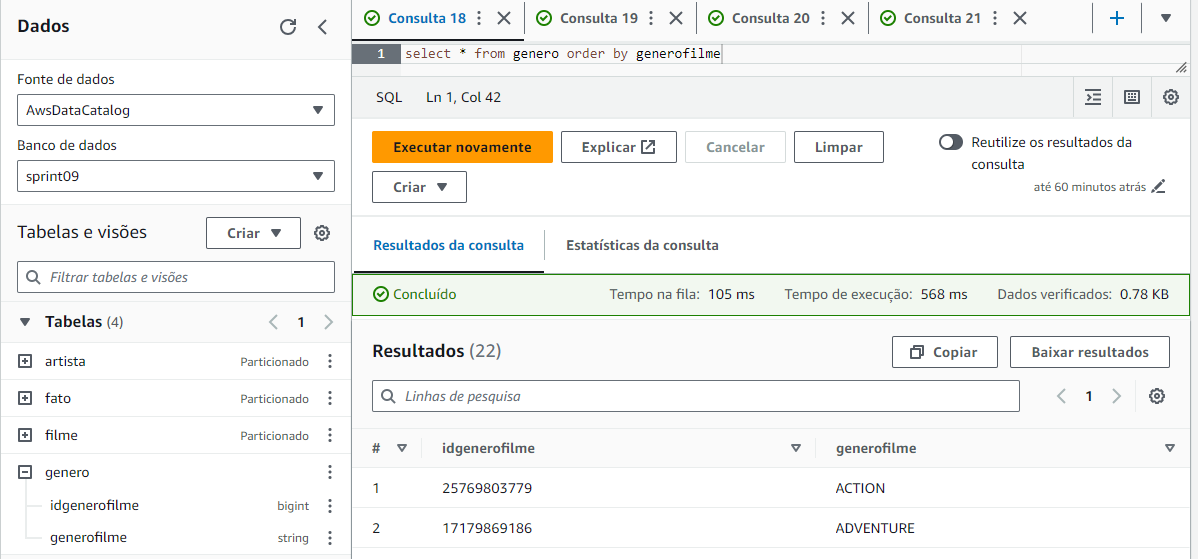 Dados
Fonte de dados
AwsDataCatalog
Banco de dados
sprint09
Tabelas e visões
Criar
Filtrar tabelas e visões
Tabelas (4)
1
artista Particionado
fato Particionado
filme Particionado
genero
idgenerofilme bigint
generofilme string
Consulta 18 Consulta 19 Consulta 20 Consulta 21
1 select * from genero order by generofilme
SQL Ln 1, Col 42
Executar novamente Explicar Cancelar Limpar
Criar
Reutilize os resultados da
consulta
até 60 minutos atrás
Resultados da consulta Estatísticas da consulta
Concluído Tempo na fila: 105 ms Tempo de execução: 568 ms Dados verificados: 0.78 KB
Resultados (22) Copiar Baixar resultados
Linhas de pesquisa 1
# idgenerofilme generofilme
1 25769803779 ACTION
2 17179869186 ADVENTURE